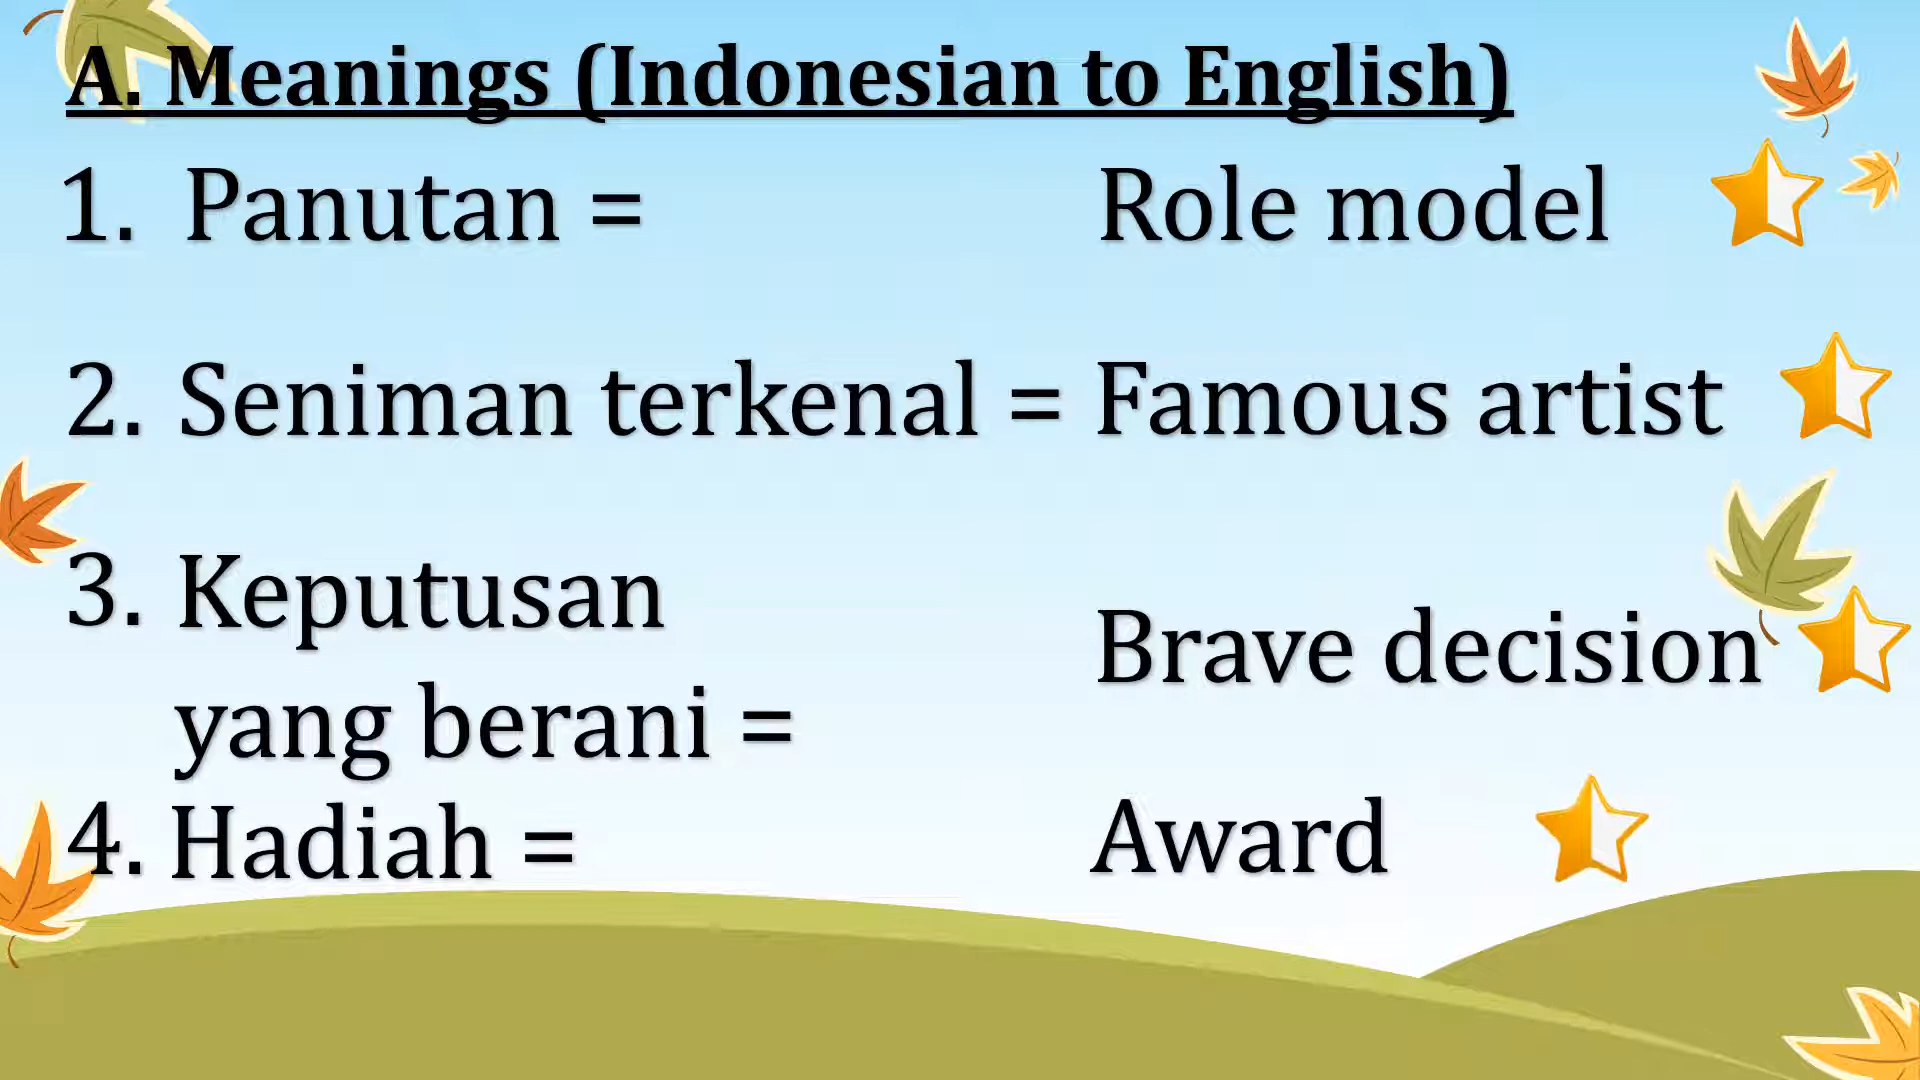 A. Meanings (Indonesian to English)
1. Panutan = Role model
2. Seniman terkenal = Famous artist
3. Keputusan
yang berani = Brave decision
4. Hadiah = Award